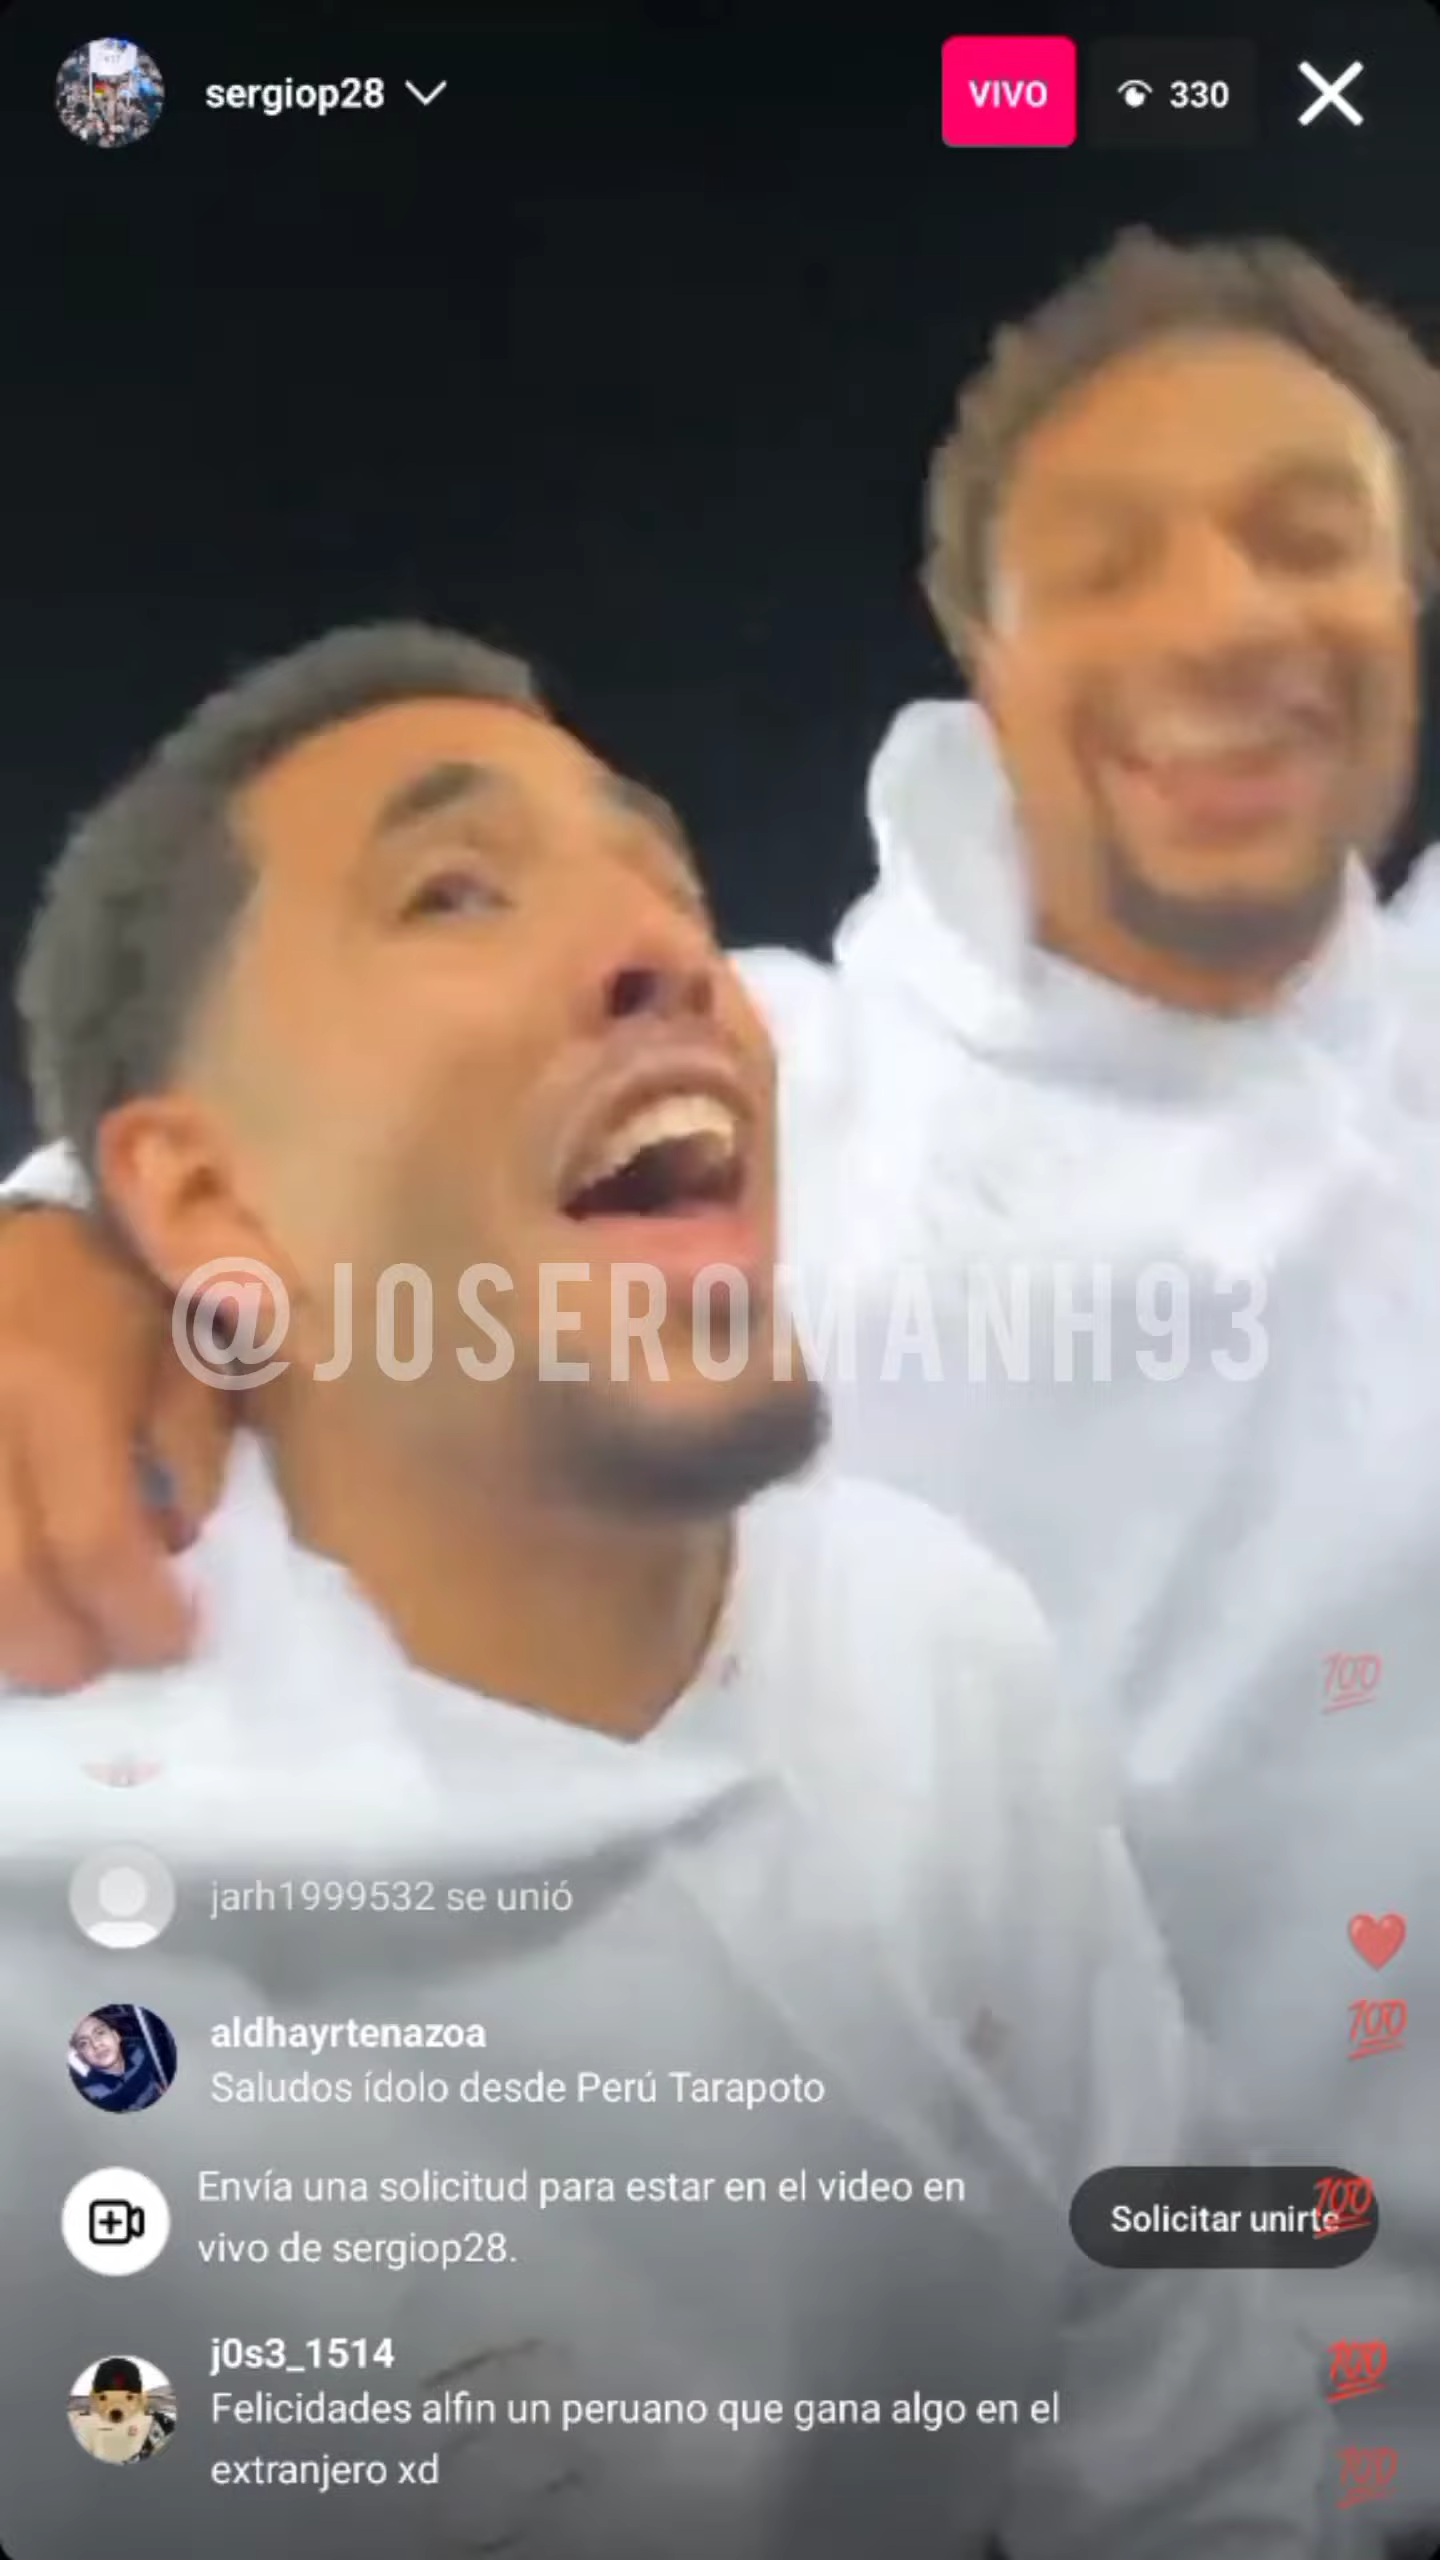 sergiop28
VIVO
330
@JOSEROMANH93
jarh1999532 se unió
aldhayrtenazoa
Saludos ídolo desde Perú Tarapoto
Envía una solicitud para estar en el video en
vivo de sergiop28.
Solicitar unirte
j0s3_1514
Felicidades alfin un peruano que gana algo en el
extranjero xd